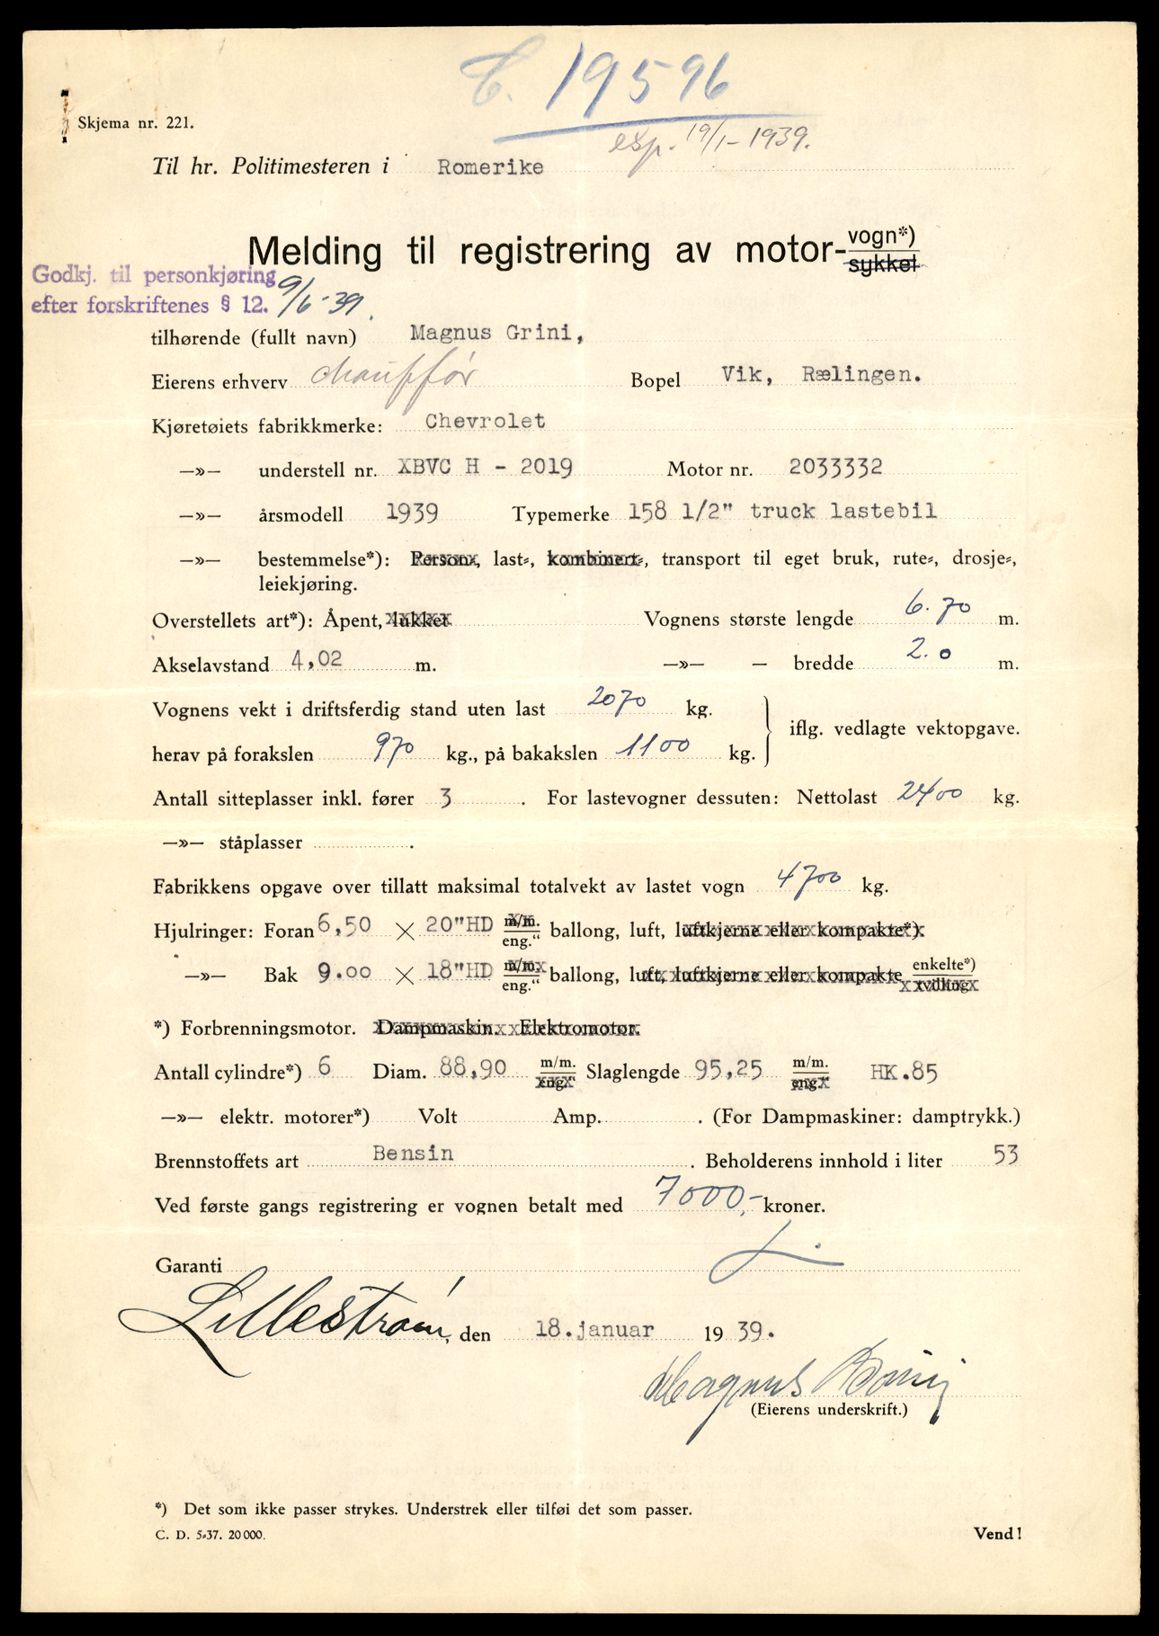 C. 19596
Skjema nr. 221.
esp. 19/1-1939.
Til hr. Politimesteren i Romerike
Melding til registrering av motor-vogn*)
sykkel
Godkj. til personkjøring
efter forskriftenes § 12. 9/6-39.
tilhørende (fullt navn) Magnus Grini,
Eierens erhverv chauffør Bopel Vik, Rælingen.
Kjøretøiets fabrikkmerke: Chevrolet
—»— understell nr. XBVC H - 2019 Motor nr. 2033332
—»— årsmodell 1939 Typemerke 158 1/2" truck lastebil
—»— bestemmelse*): Person-, last-, kombinert-, transport til eget bruk, rute-, drosje-,
leiekjøring.
Overstellets art*): Åpent, lukket Vognens største lengde 6.70 m.
Akselavstand 4,02 m. —»— — bredde 2.0 m.
Vognens vekt i driftsferdig stand uten last 2070 kg.
iflg. vedlagte vektopgave.
herav på forakslen 970 kg., på bakakslen 1100 kg.
Antall sitteplasser inkl. fører 3 . For lastevogner dessuten: Nettolast 2400 kg.
—»— ståplasser .
Fabrikkens opgave over tillatt maksimal totalvekt av lastet vogn 4700 kg.
Hjulringer: Foran 6,50 × 20"HD m/m. eng." ballong, luft, luftkjerne eller kompakte*).
—»— Bak 9.00 × 18"HD m/m. eng." ballong, luft, luftkjerne eller kompakte enkelte*) tvilling
*) Forbrenningsmotor. Dampmaskin. Elektromotor.
Antall cylindre*) 6 Diam. 88,90 m/m. eng." Slaglengde 95,25 m/m. eng." HK.85
—»— elektr. motorer*) Volt Amp. . (For Dampmaskiner: damptrykk.)
Brennstoffets art Bensin . Beholderens innhold i liter 53
Ved første gangs registrering er vognen betalt med 7000,- kroner.
Garanti
Lillestrøm, den 18.januar 19 39.
Magnus Grini
(Eierens underskrift.)
*) Det som ikke passer strykes. Understrek eller tilføi det som passer.
C. D. 5-37. 20 000.
Vend!